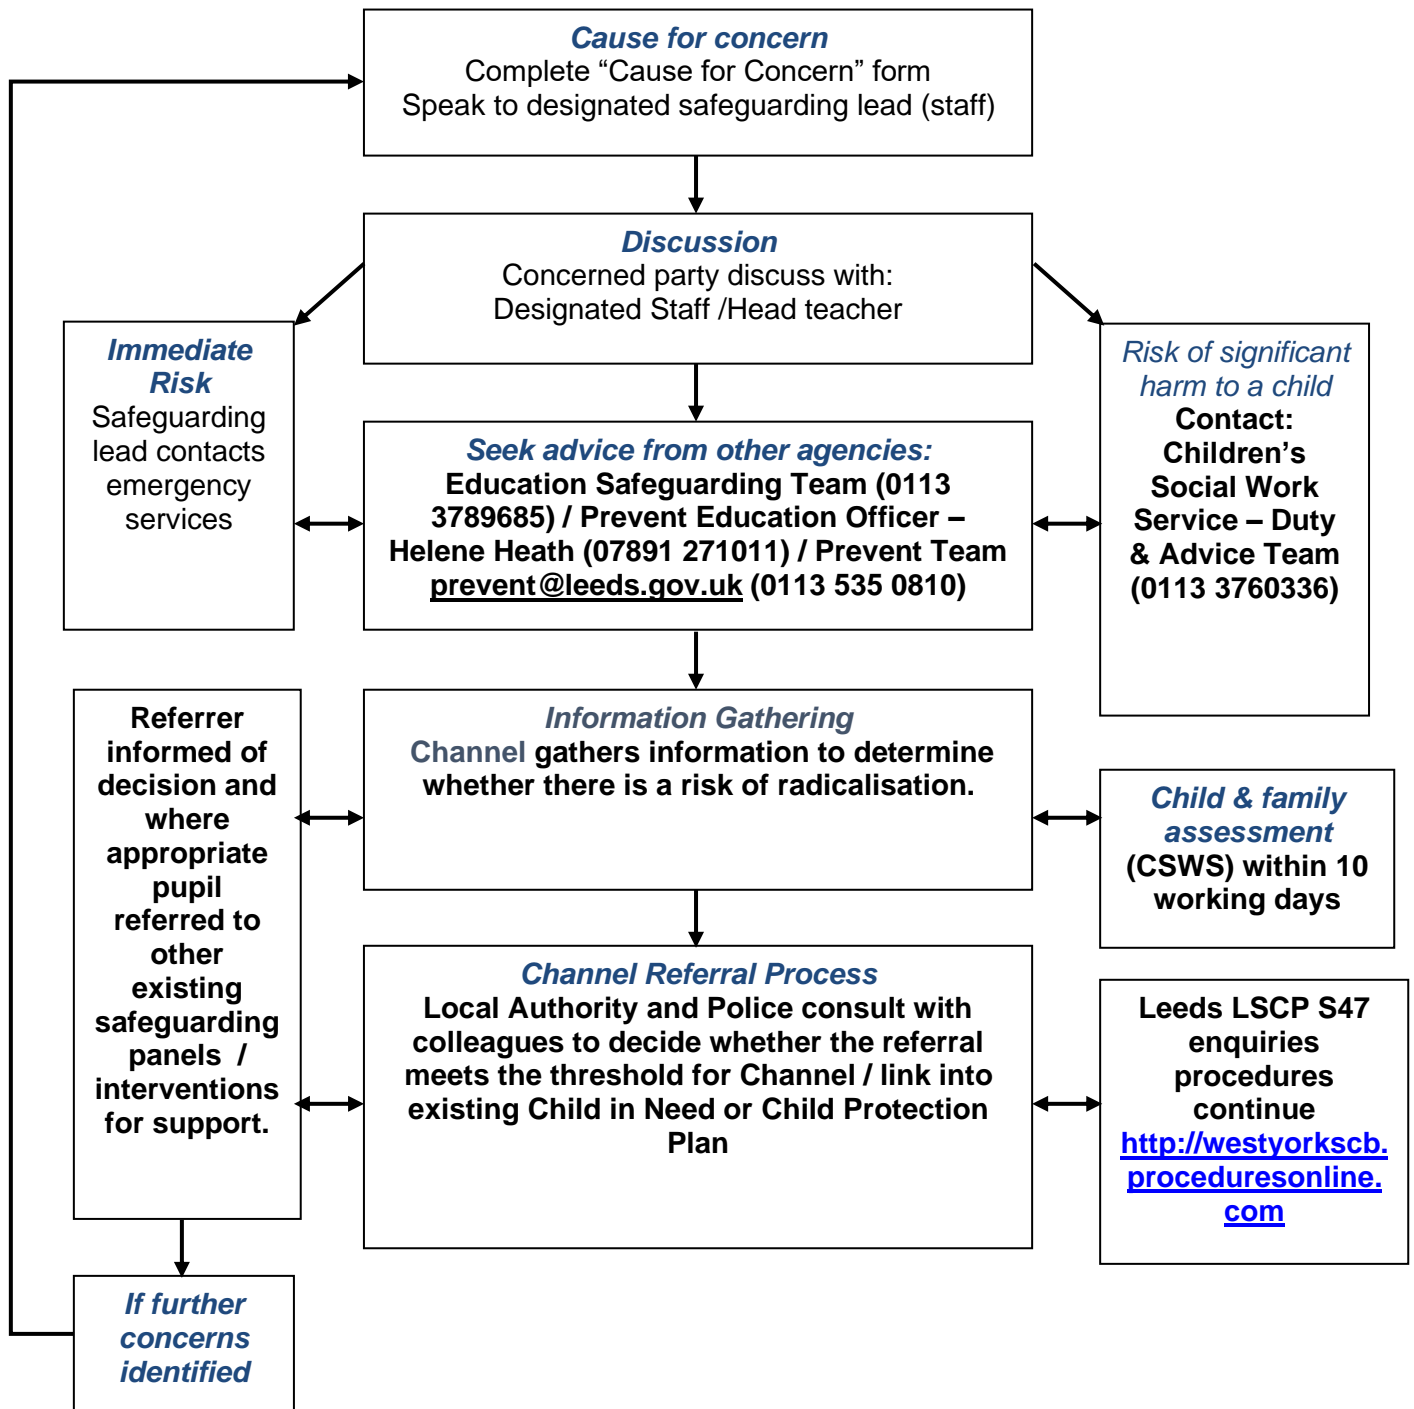 Cause for concern
Complete “Cause for Concern” form
Speak to designated safeguarding lead (staff)
Discussion
Concerned party discuss with:
Designated Staff /Head teacher
Immediate
Risk
Safeguarding
lead contacts
emergency
services
Seek advice from other agencies:
Education Safeguarding Team (0113
3789685) / Prevent Education Officer –
Helene Heath (07891 271011) / Prevent Team
prevent@leeds.gov.uk (0113 535 0810)
Risk of significant
harm to a child
Contact:
Children’s
Social Work
Service – Duty
& Advice Team
(0113 3760336)
Referrer
informed of
decision and
where
appropriate
pupil
referred to
other
existing
safeguarding
panels /
interventions
for support.
Information Gathering
Channel gathers information to determine
whether there is a risk of radicalisation.
Child & family
assessment
(CSWS) within 10
working days
Channel Referral Process
Local Authority and Police consult with
colleagues to decide whether the referral
meets the threshold for Channel / link into
existing Child in Need or Child Protection
Plan
Leeds LSCP S47
enquiries
procedures
continue
http://westyorkscb.
proceduresonline.
com
If further
concerns
identified